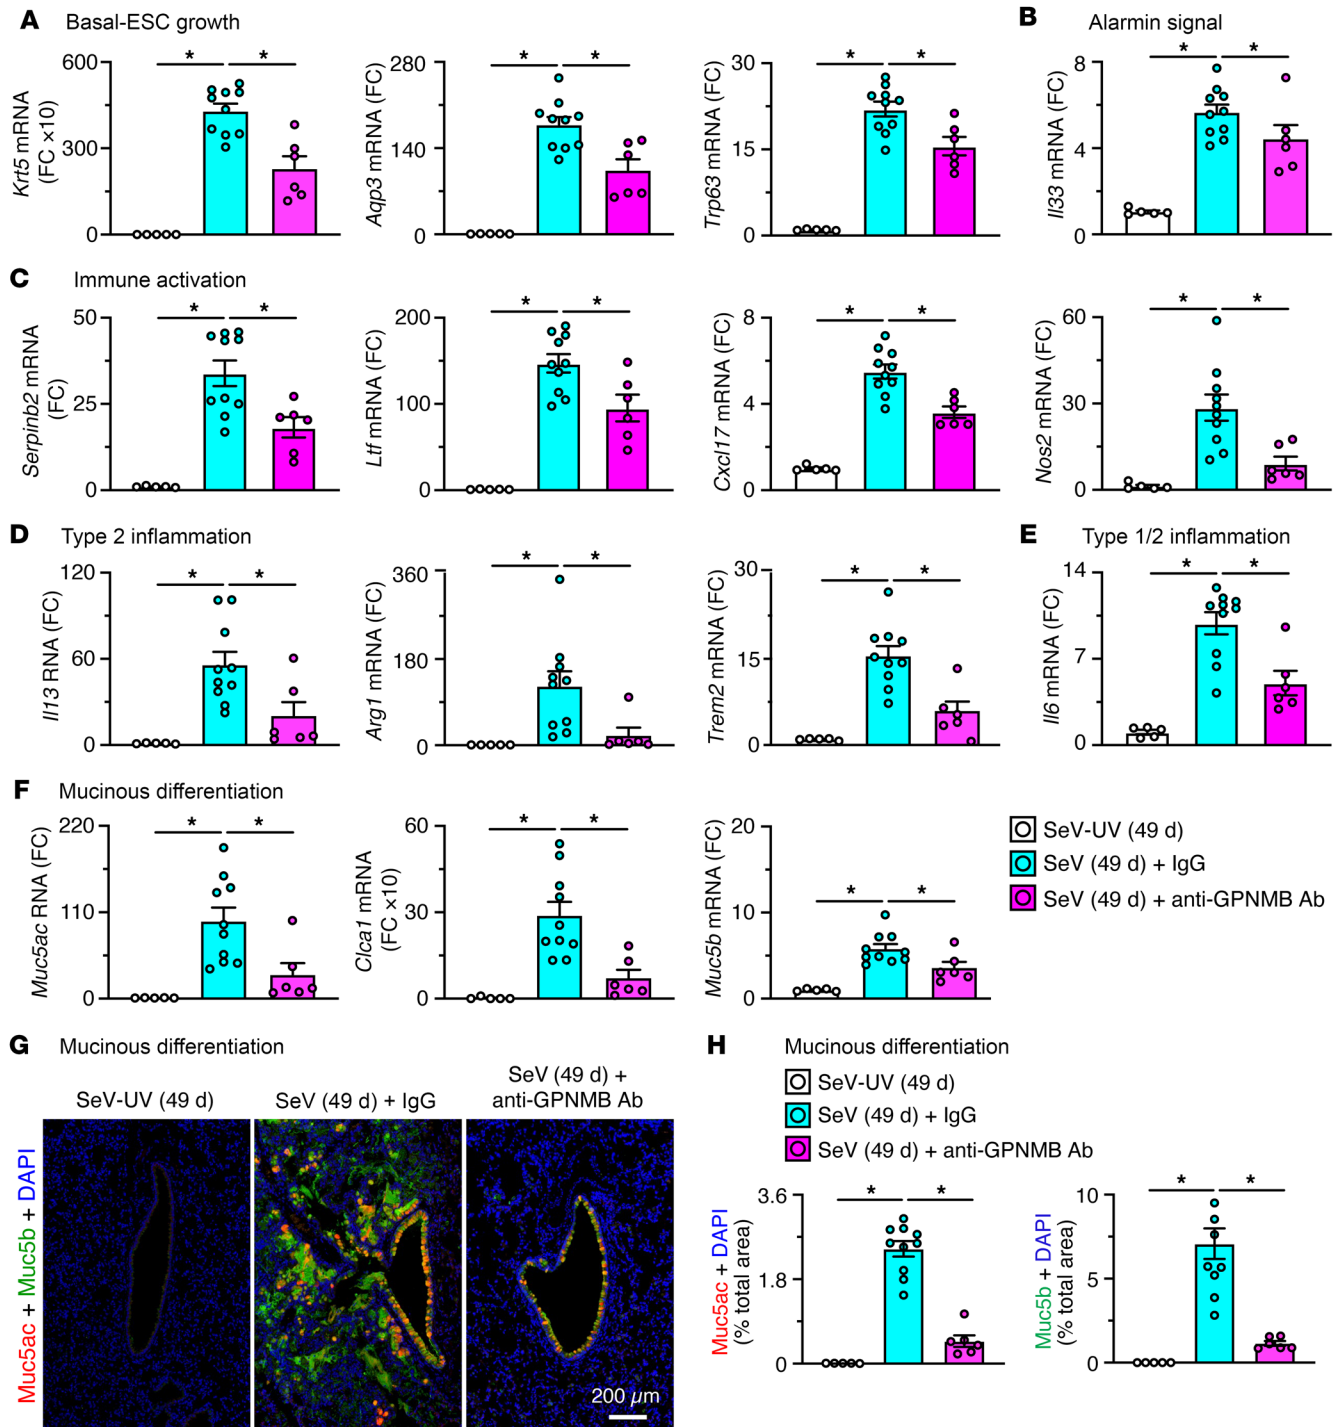 A Basal-ESC growth
B Alarmin signal
Krt5 mRNA
(FC ×10)
600
300
0
* *
Aqp3 mRNA (FC)
280
140
0
* *
Trp63 mRNA (FC)
30
15
0
* *
Il33 mRNA (FC)
8
4
0
* *
C Immune activation
Serpinb2 mRNA
(FC)
50
25
0
* *
Ltf mRNA (FC)
200
100
0
* *
Cxcl17 mRNA (FC)
8
4
0
* *
Nos2 mRNA (FC)
60
30
0
* *
D Type 2 inflammation
E Type 1/2 inflammation
Il13 RNA (FC)
120
60
0
* *
Arg1 mRNA (FC)
360
180
0
* *
Trem2 mRNA (FC)
30
15
0
* *
Il6 mRNA (FC)
14
7
0
* *
F Mucinous differentiation
Muc5ac RNA (FC)
220
110
0
* *
Clca1 mRNA
(FC ×10)
60
30
0
* *
Muc5b mRNA (FC)
20
10
0
* *
SeV-UV (49 d)
SeV (49 d) + IgG
SeV (49 d) + anti-GPNMB Ab
G Mucinous differentiation
SeV-UV (49 d)
SeV (49 d) + IgG
SeV (49 d) +
anti-GPNMB Ab
Muc5ac + Muc5b + DAPI
200 µm
H Mucinous differentiation
SeV-UV (49 d)
SeV (49 d) + IgG
SeV (49 d) + anti-GPNMB Ab
Muc5ac + DAPI
(% total area)
3.6
1.8
0
* *
Muc5b + DAPI
(% total area)
10
5
0
* *